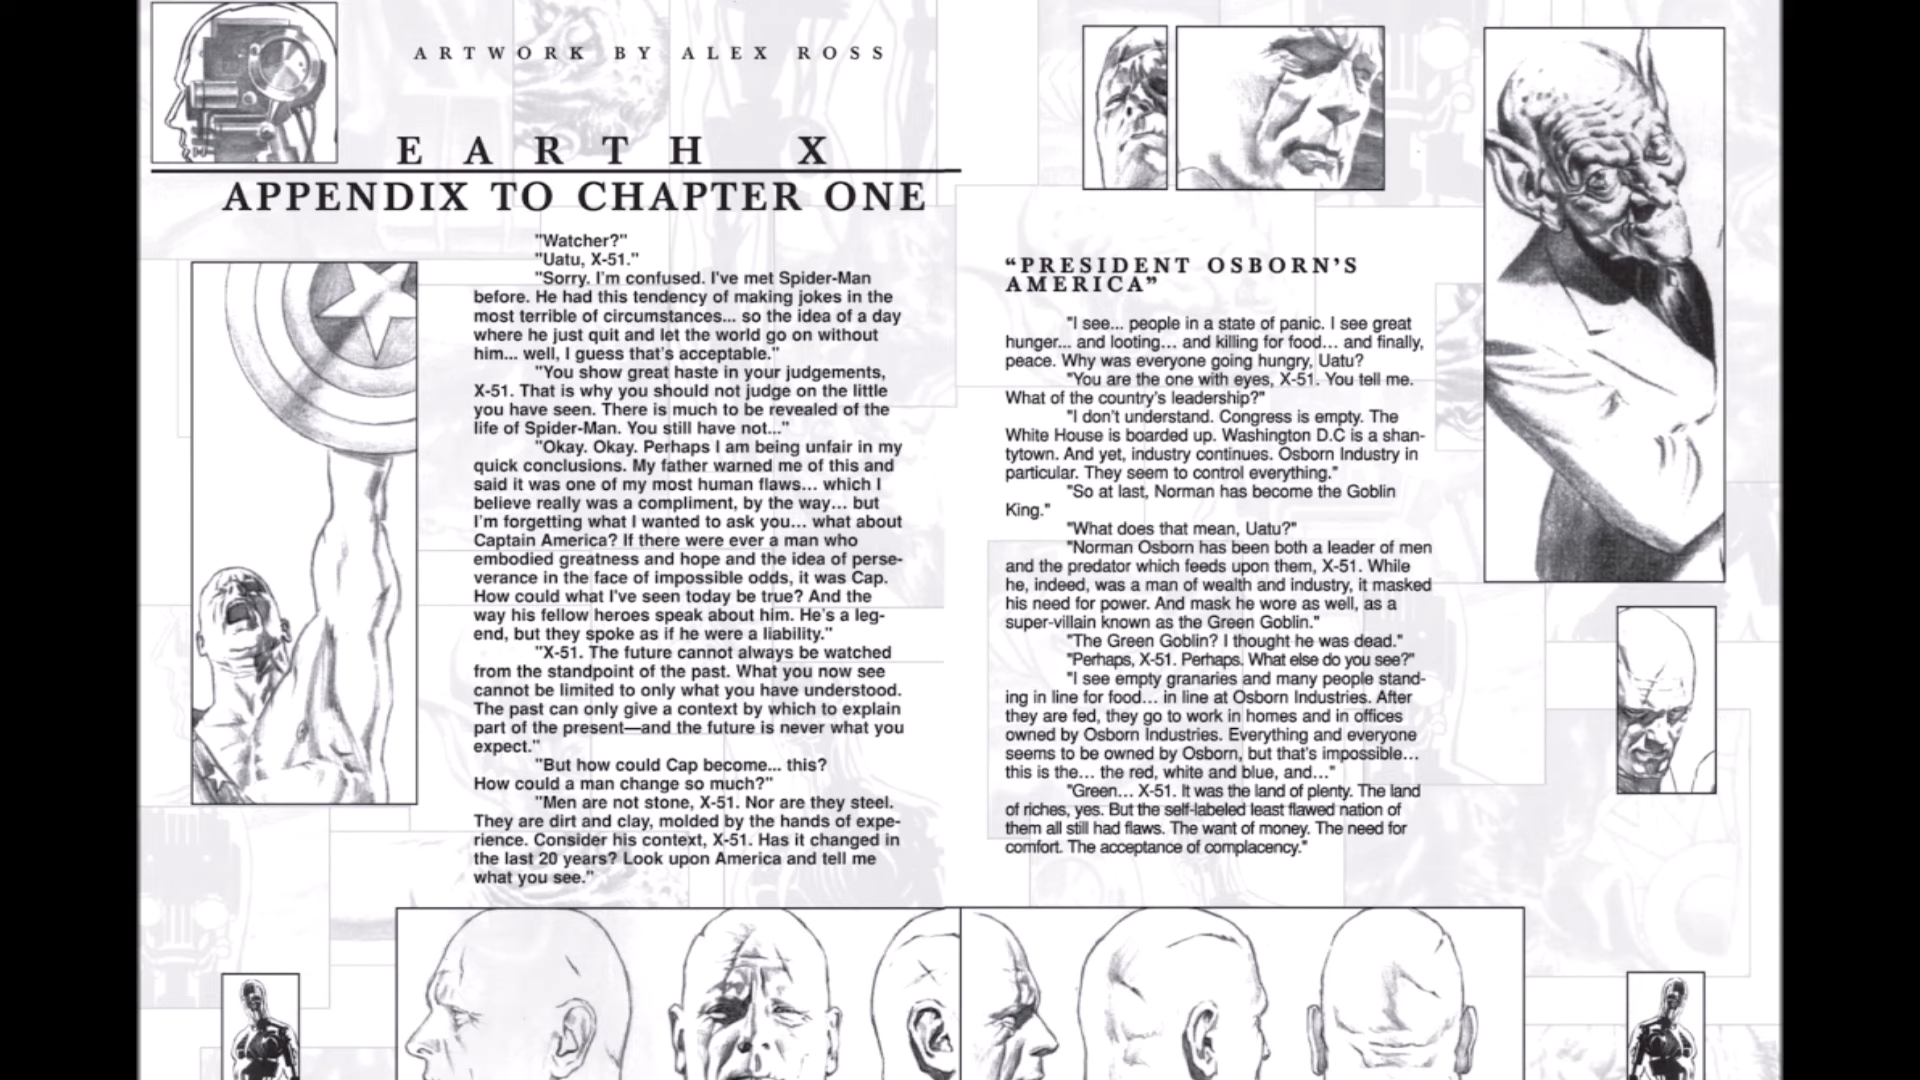 ARTWORK BY ALEX ROSS
EARTH X
APPENDIX TO CHAPTER ONE
"Watcher?"
"Uatu, X-51."
"Sorry. I'm confused. I've met Spider-Man
before. He had this tendency of making jokes in the
most terrible of circumstances... so the idea of a day
where he just quit and let the world go on without
him... well, I guess that's acceptable."
"You show great haste in your judgements,
X-51. That is why you should not judge on the little
you have seen. There is much to be revealed of the
life of Spider-Man. You still have not..."
"Okay. Okay. Perhaps I am being unfair in my
quick conclusions. My father warned me of this and
said it was one of my most human flaws... which I
believe really was a compliment, by the way... but
I'm forgetting what I wanted to ask you... what about
Captain America? If there were ever a man who
embodied greatness and hope and the idea of perse-
verance in the face of impossible odds, it was Cap.
How could what I've seen today be true? And the
way his fellow heroes speak about him. He's a leg-
end, but they spoke as if he were a liability."
"X-51. The future cannot always be watched
from the standpoint of the past. What you now see
cannot be limited to only what you have understood.
The past can only give a context by which to explain
part of the present—and the future is never what you
expect."
"But how could Cap become... this?
How could a man change so much?"
"Men are not stone, X-51. Nor are they steel.
They are dirt and clay, molded by the hands of expe-
rience. Consider his context, X-51. Has it changed in
the last 20 years? Look upon America and tell me
what you see."
"PRESIDENT OSBORN'S
AMERICA"
"I see... people in a state of panic. I see great
hunger... and looting... and killing for food... and finally,
peace. Why was everyone going hungry, Uatu?
"You are the one with eyes, X-51. You tell me.
What of the country's leadership?"
"I don't understand. Congress is empty. The
White House is boarded up. Washington D.C is a shan-
tytown. And yet, industry continues. Osborn Industry in
particular. They seem to control everything."
"So at last, Norman has become the Goblin
King."
"What does that mean, Uatu?"
"Norman Osborn has been both a leader of men
and the predator which feeds upon them, X-51. While
he, indeed, was a man of wealth and industry, it masked
his need for power. And mask he wore as well, as a
super-villain known as the Green Goblin."
"The Green Goblin? I thought he was dead."
"Perhaps, X-51. Perhaps. What else do you see?"
"I see empty granaries and many people stand-
ing in line for food... in line at Osborn Industries. After
they are fed, they go to work in homes and in offices
owned by Osborn Industries. Everything and everyone
seems to be owned by Osborn, but that's impossible...
this is the... the red, white and blue, and..."
"Green... X-51. It was the land of plenty. The land
of riches, yes. But the self-labeled least flawed nation of
them all still had flaws. The want of money. The need for
comfort. The acceptance of complacency."